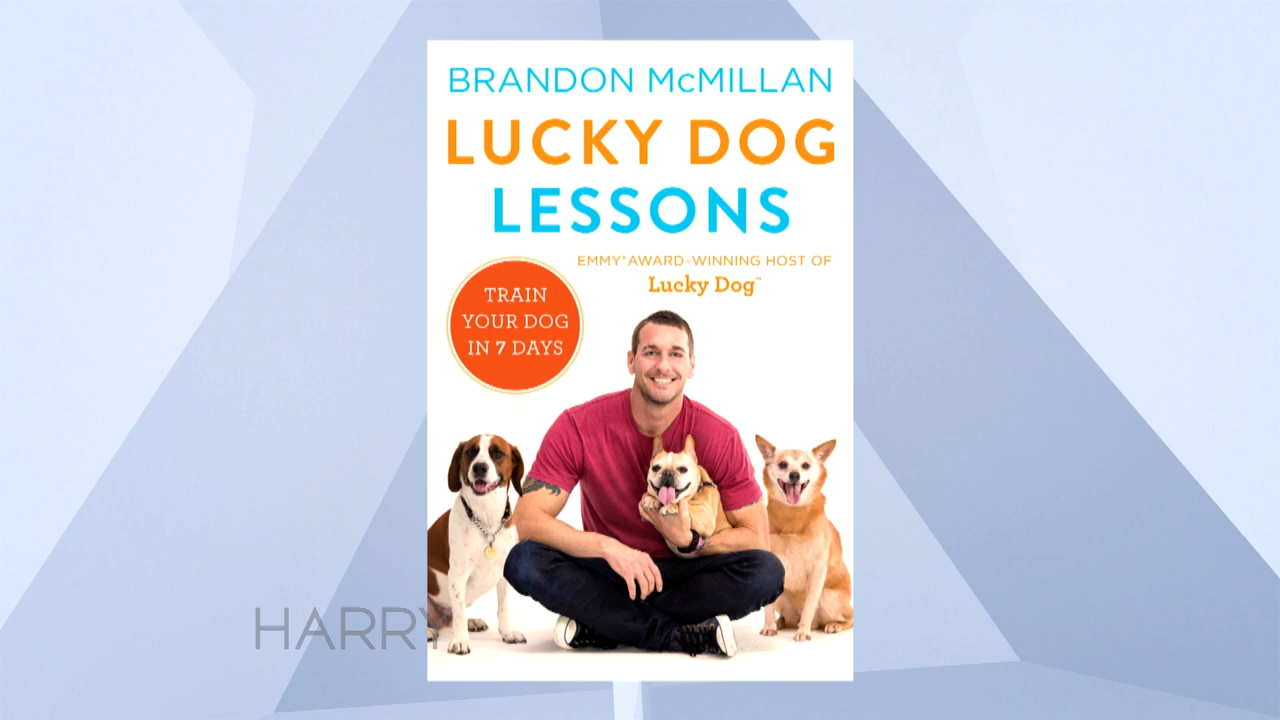 BRANDON McMILLAN
LUCKY DOG
LESSONS
EMMY® AWARD-WINNING HOST OF
Lucky Dog™
TRAIN
YOUR DOG
IN 7 DAYS
HARRY